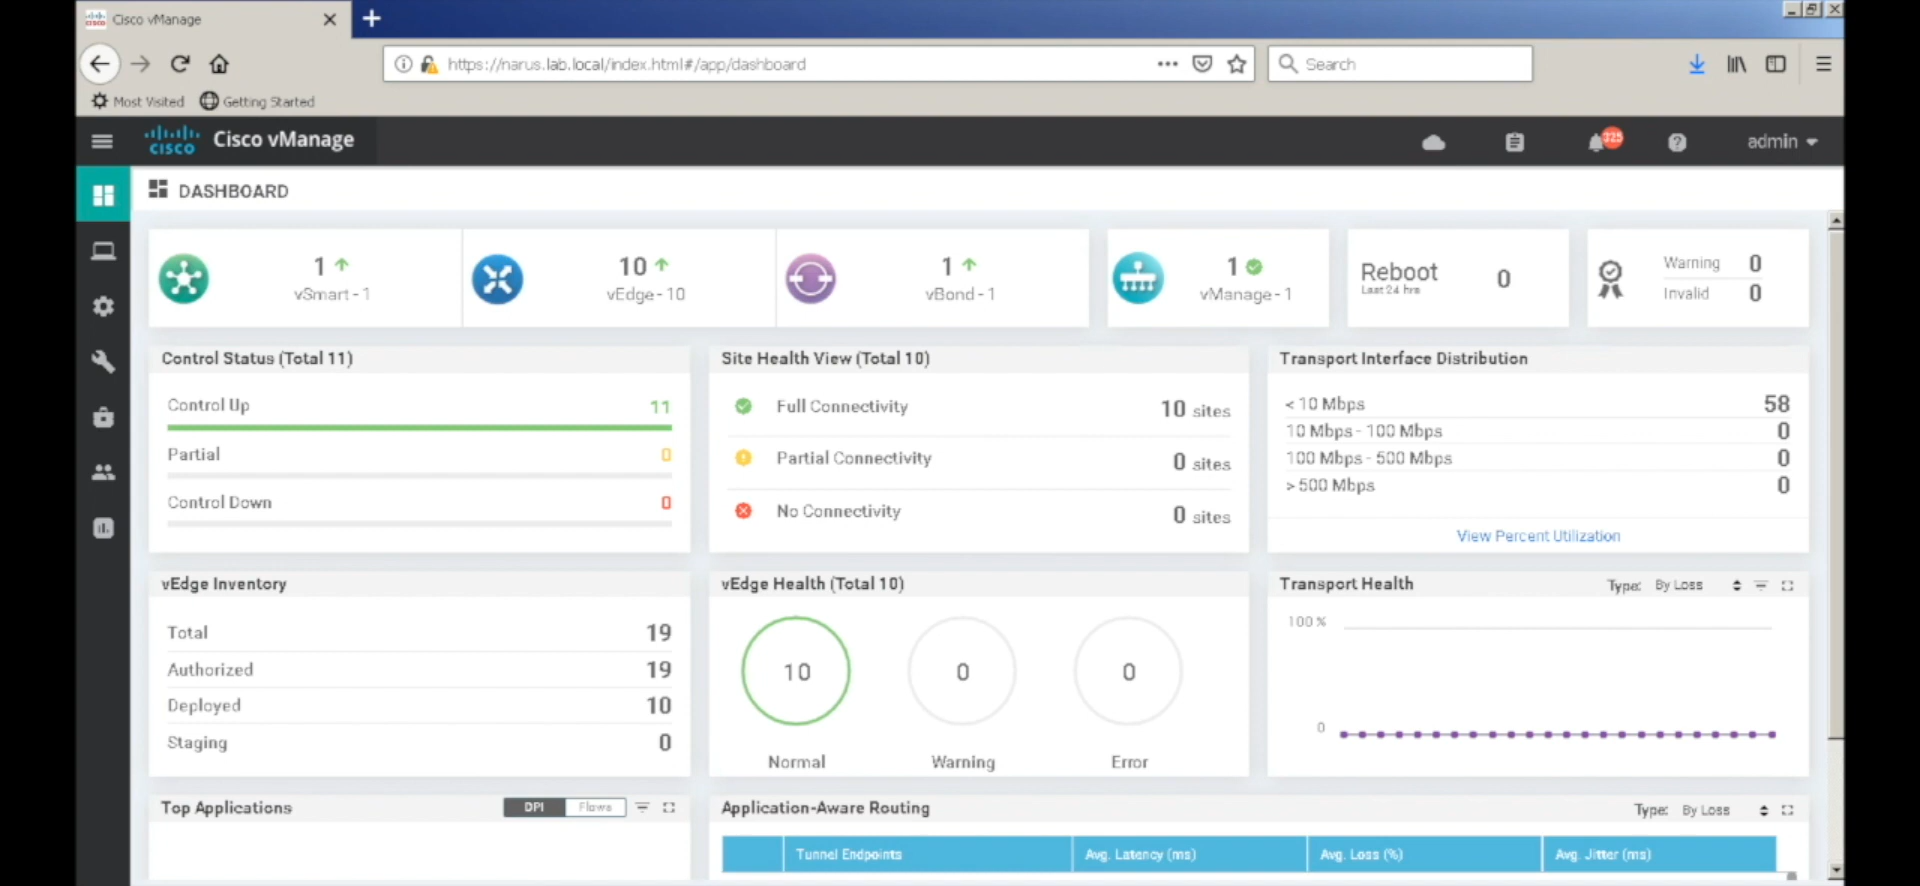 Cisco vManage
https://narus.lab.local/index.html#/app/dashboard
Search
Most Visited
Getting Started
CISCO
Cisco vManage
325
admin
DASHBOARD
1
vSmart - 1
10
vEdge - 10
1
vBond - 1
1
vManage - 1
Reboot
Last 24 hrs
0
Warning 0
Invalid 0
Control Status (Total 11)
Control Up 11
Partial 0
Control Down 0
Site Health View (Total 10)
Full Connectivity 10 sites
Partial Connectivity 0 sites
No Connectivity 0 sites
Transport Interface Distribution
< 10 Mbps 58
10 Mbps - 100 Mbps 0
100 Mbps - 500 Mbps 0
> 500 Mbps 0
View Percent Utilization
vEdge Inventory
Total 19
Authorized 19
Deployed 10
Staging 0
vEdge Health (Total 10)
10 0 0
Normal Warning Error
Transport Health
Type: By Loss
100 %
0
Top Applications
DPI Flows
Application-Aware Routing
Type: By Loss
Tunnel Endpoints Avg. Latency (ms) Avg. Loss (%) Avg. Jitter (ms)